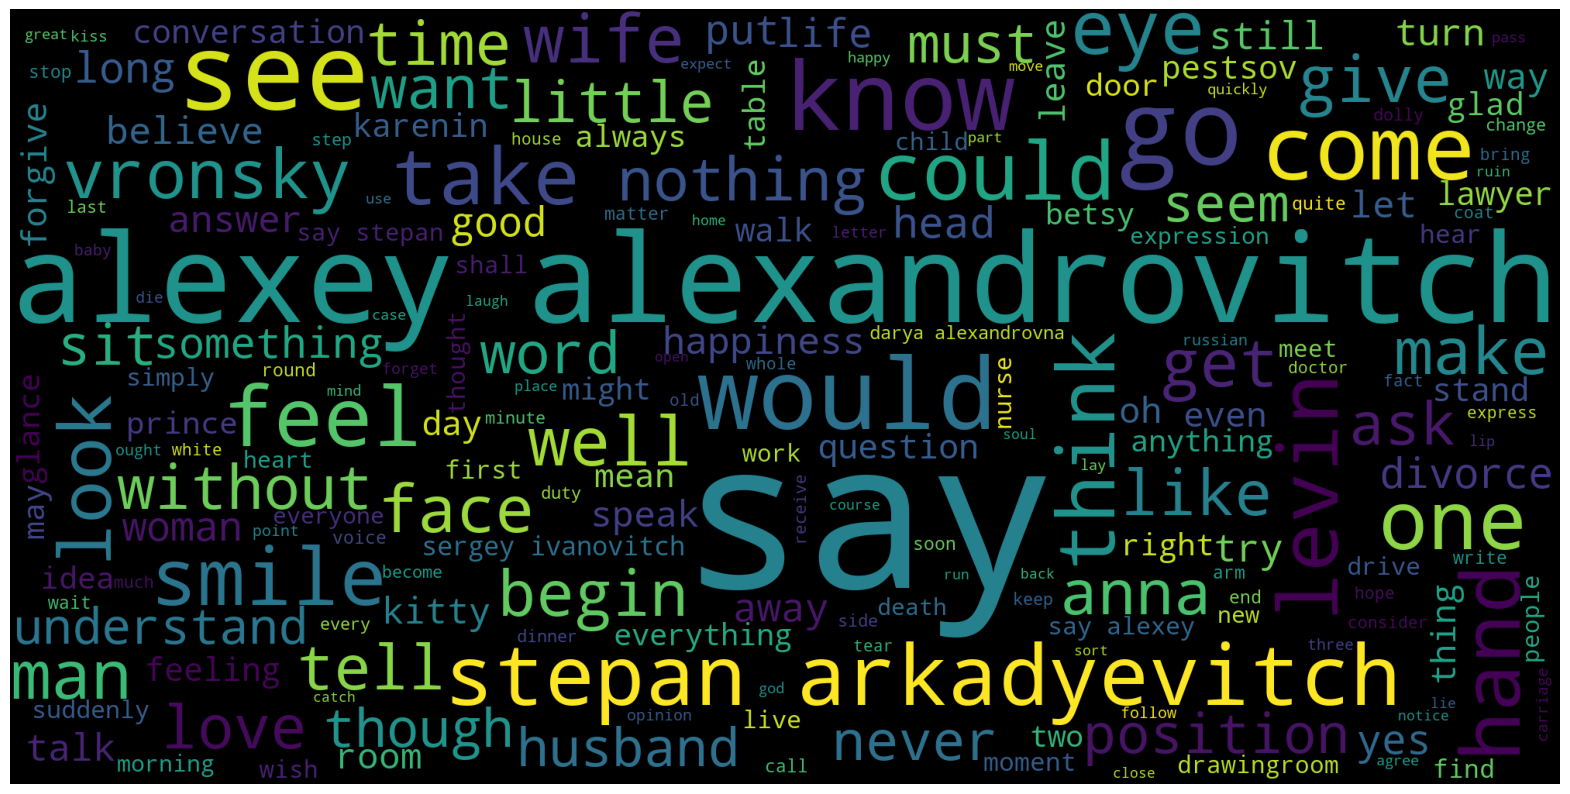 great kiss conversation time wife put life must eye still turn pass
stop long see want little expect table know happy move leave door pestsov quickly give way
forgive believe step karenin house always child part dolly glad change
vronsky take use nothing could go come bring ruin
last answer say stepan good matter home walk letter head betsy seem quite let coat lawyer
baby shall expression hear
alexey alexandrovitch
die case laugh
sit something thought word happiness darya alexandrovna think russian meet make
simply round forget open whole get doctor
glance prince look feel mind day minute place might old would nurse oh even fact stand express
ought white heart first well mean work question soul anything ask lip
may without woman everyone face duty speak say course receive lay like levin divorce
point voice sergey ivanovitch soon right try one
idea much smile become begin run back arm drive write
wait understand every kitty dinner away side death keep anna end new hope hand
man feeling tell everything tear say alexey sort consider three thing people
catch stepan arkadyevitch god
suddenly love though opinion live follow position lie notice carriage
talk morning wish room husband call never moment two close drawingroom yes agree find